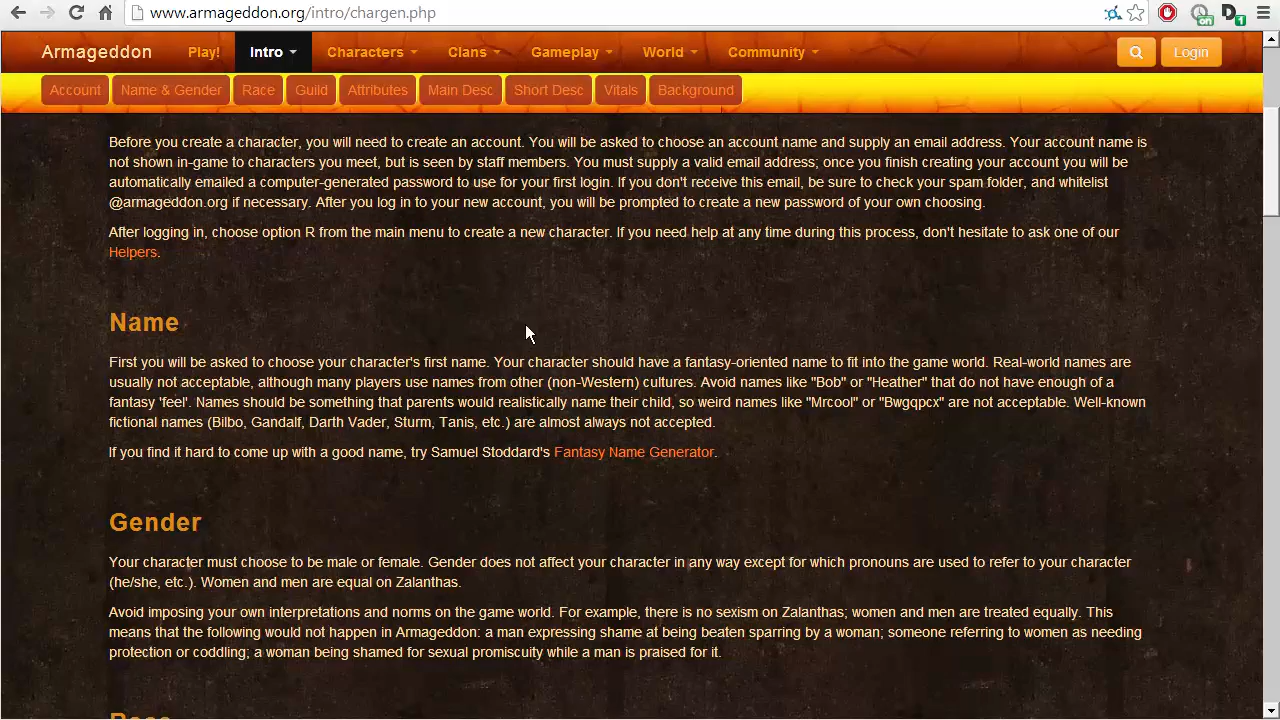 www.armageddon.org/intro/chargen.php
on
1
Armageddon Play! Intro Characters Clans Gameplay World Community Login
Account Name & Gender Race Guild Attributes Main Desc Short Desc Vitals Background
Before you create a character, you will need to create an account. You will be asked to choose an account name and supply an email address. Your account name is
not shown in-game to characters you meet, but is seen by staff members. You must supply a valid email address; once you finish creating your account you will be
automatically emailed a computer-generated password to use for your first login. If you don't receive this email, be sure to check your spam folder, and whitelist
@armageddon.org if necessary. After you log in to your new account, you will be prompted to create a new password of your own choosing.
After logging in, choose option R from the main menu to create a new character. If you need help at any time during this process, don't hesitate to ask one of our
Helpers.
Name
First you will be asked to choose your character's first name. Your character should have a fantasy-oriented name to fit into the game world. Real-world names are
usually not acceptable, although many players use names from other (non-Western) cultures. Avoid names like "Bob" or "Heather" that do not have enough of a
fantasy 'feel'. Names should be something that parents would realistically name their child, so weird names like "Mrcool" or "Bwgqpcx" are not acceptable. Well-known
fictional names (Bilbo, Gandalf, Darth Vader, Sturm, Tanis, etc.) are almost always not accepted.
If you find it hard to come up with a good name, try Samuel Stoddard's Fantasy Name Generator.
Gender
Your character must choose to be male or female. Gender does not affect your character in any way except for which pronouns are used to refer to your character
(he/she, etc.). Women and men are equal on Zalanthas.
Avoid imposing your own interpretations and norms on the game world. For example, there is no sexism on Zalanthas; women and men are treated equally. This
means that the following would not happen in Armageddon: a man expressing shame at being beaten sparring by a woman; someone referring to women as needing
protection or coddling; a woman being shamed for sexual promiscuity while a man is praised for it.
Race